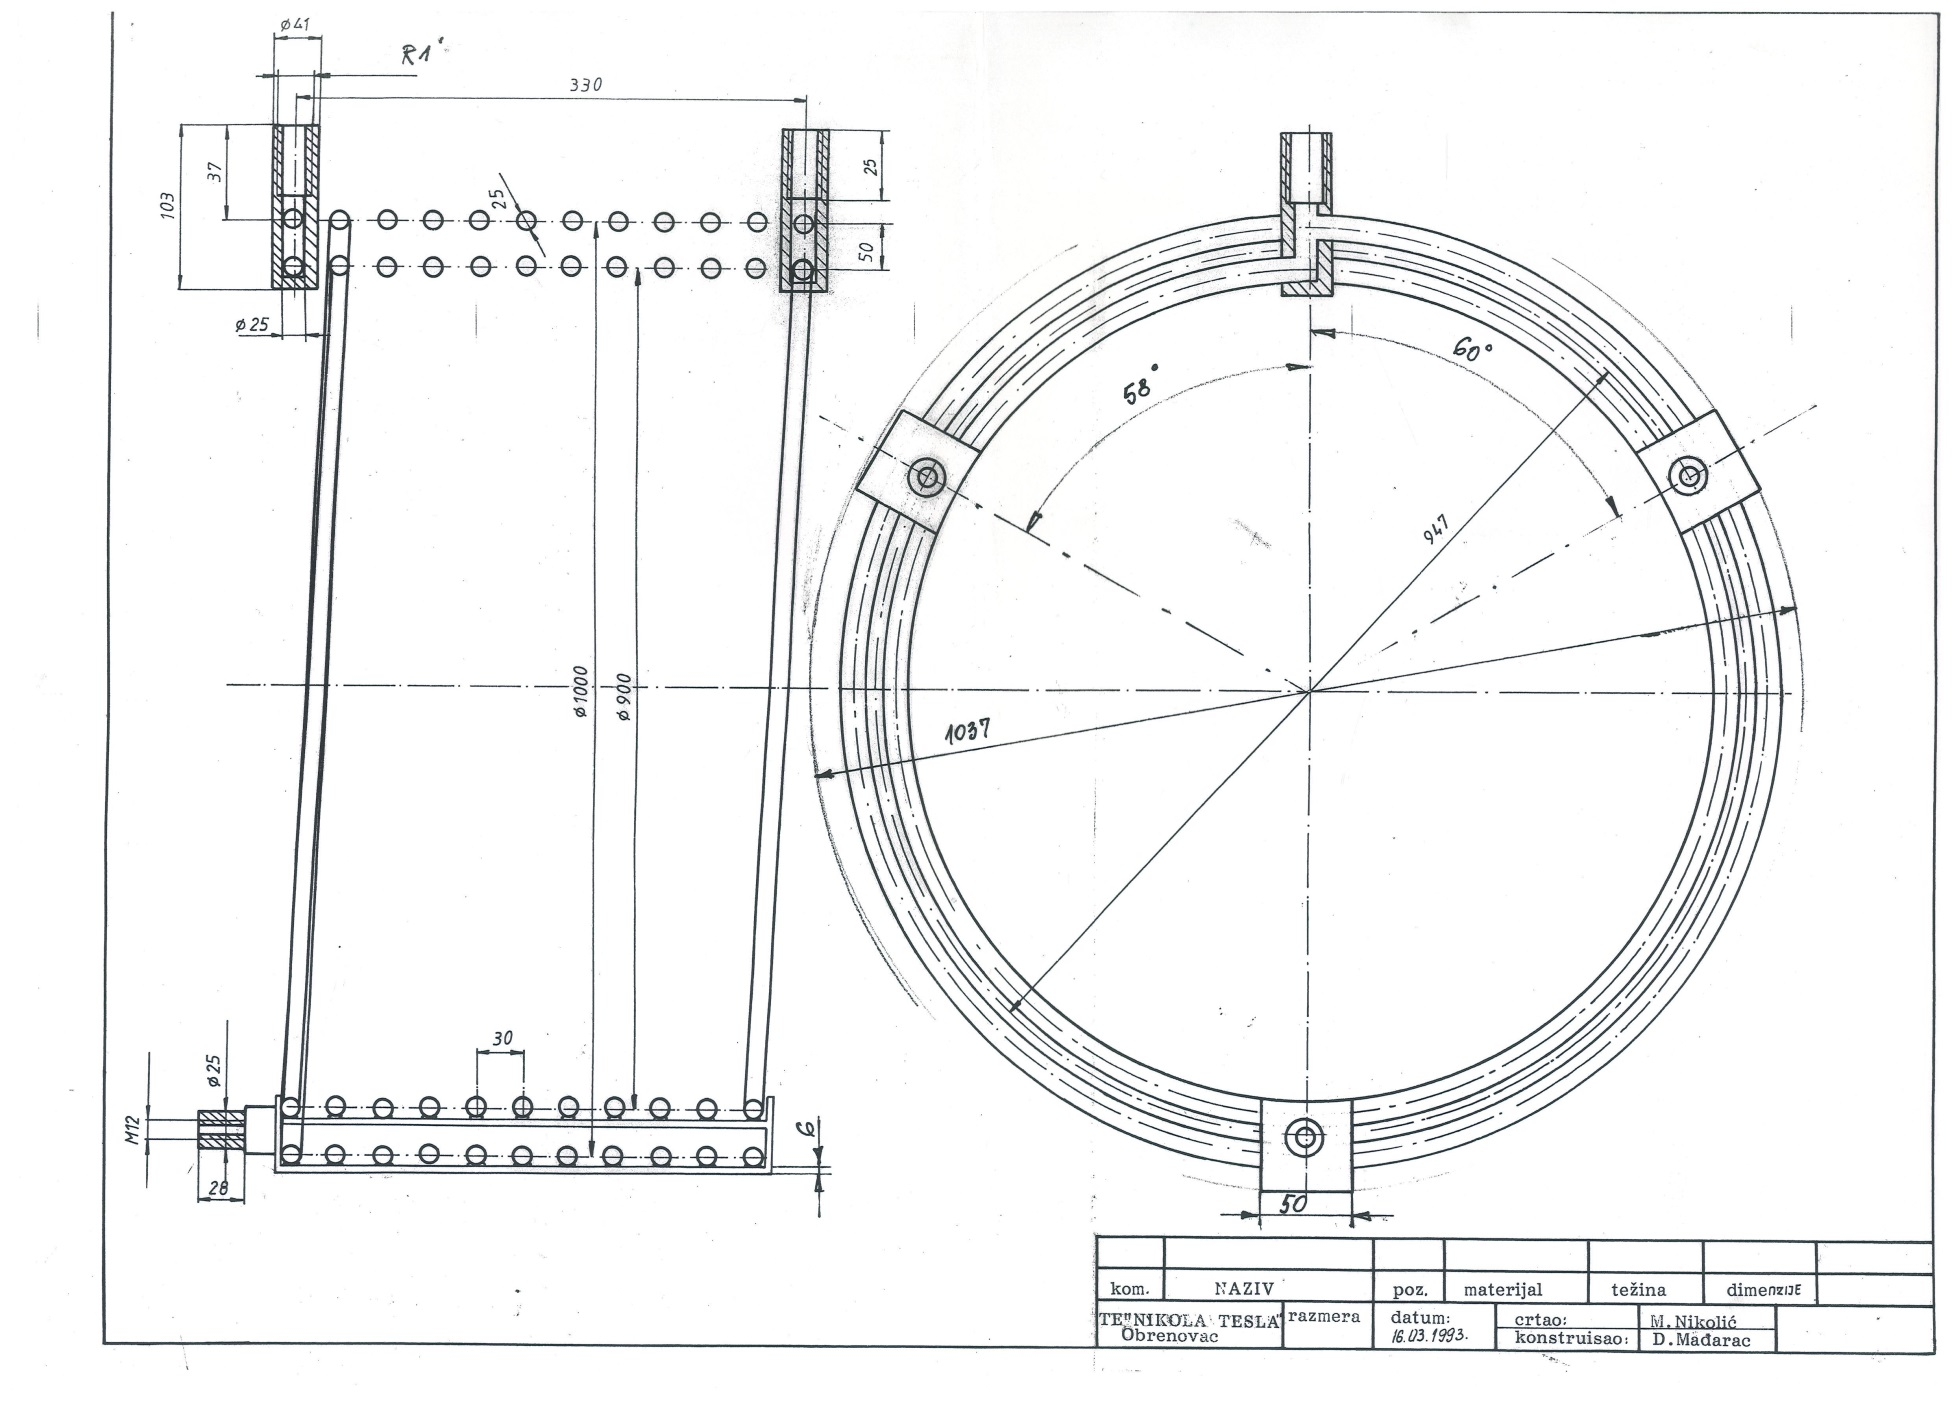 ø41
R1"
330
103
37
25
25
50
ø25
58°
60°
947
ø1000
ø900
1037
30
ø25
M12
28
6
50
kom. NAZIV poz. materijal težina dimenzije
TE"NIKOLA TESLA"
Obrenovac
razmera
datum:
16.03.1993.
crtao: M.Nikolić
konstruisao: D.Mađarac